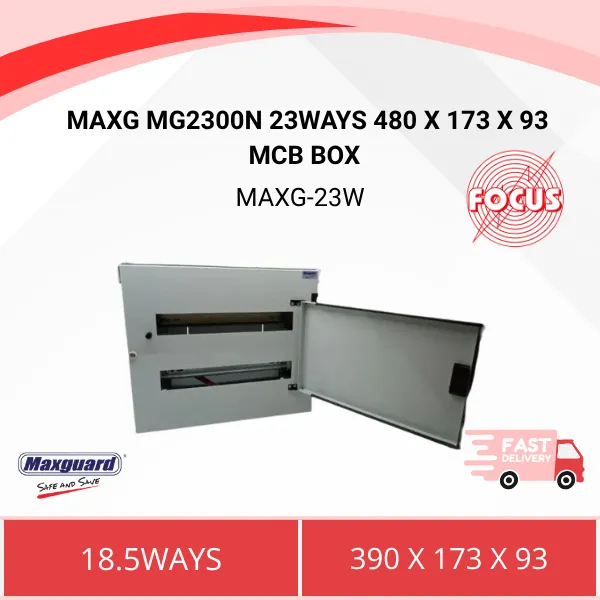 MAXG MG2300N 23WAYS 480 X 173 X 93
MCB BOX
MAXG-23W
FOCUS
Maxguard
Maxguard®
SAFE AND SAVE
FAST
DELIVERY
18.5WAYS
390 X 173 X 93